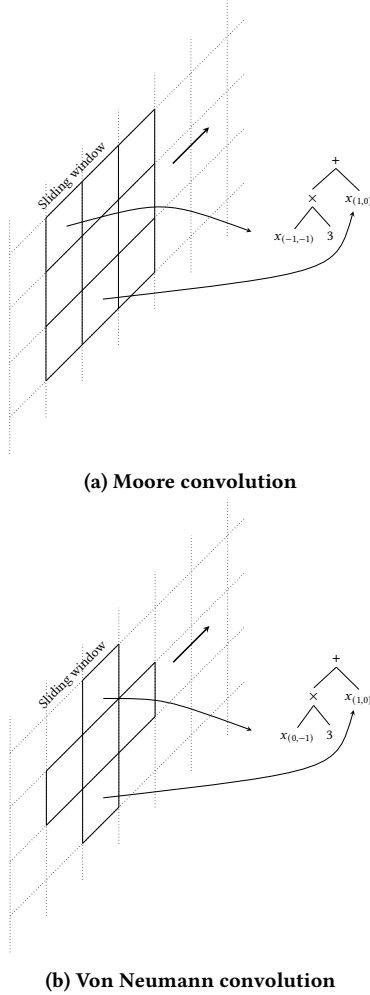 Sliding window
+
×
x(1,0)
x(−1,−1)
3
(a) Moore convolution
Sliding window
+
×
x(1,0)
x(0,−1)
3
(b) Von Neumann convolution